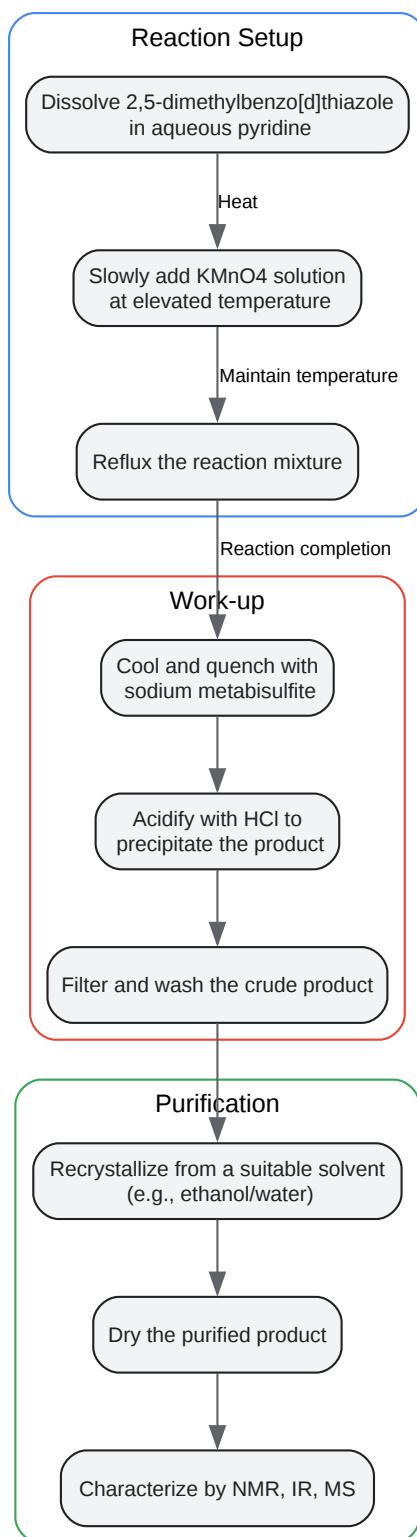 Reaction Setup
Dissolve 2,5-dimethylbenzo[d]thiazole
in aqueous pyridine
Heat
Slowly add KMnO4 solution
at elevated temperature
Maintain temperature
Reflux the reaction mixture
Reaction completion
Work-up
Cool and quench with
sodium metabisulfite
Acidify with HCl to
precipitate the product
Filter and wash the crude product
Purification
Recrystallize from a suitable solvent
(e.g., ethanol/water)
Dry the purified product
Characterize by NMR, IR, MS